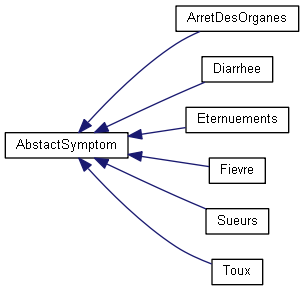 ArretDesOrganes
Diarrhee
Eternuements
AbstactSymptom
Fievre
Sueurs
Toux